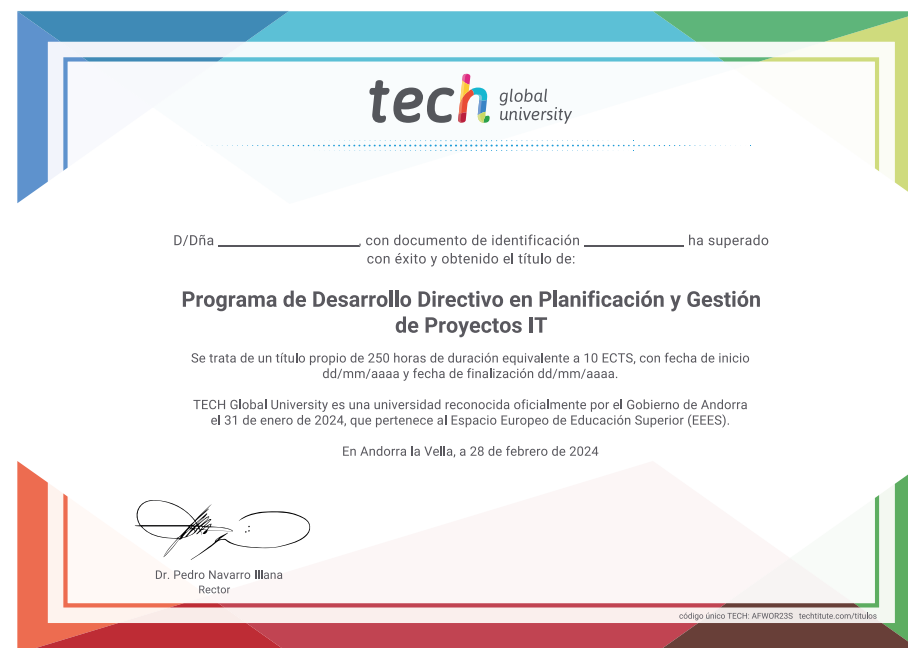 tech global university
D/Dña ____________________, con documento de identificación ______________ ha superado
con éxito y obtenido el título de:
Programa de Desarrollo Directivo en Planificación y Gestión
de Proyectos IT
Se trata de un título propio de 250 horas de duración equivalente a 10 ECTS, con fecha de inicio
dd/mm/aaaa y fecha de finalización dd/mm/aaaa.
TECH Global University es una universidad reconocida oficialmente por el Gobierno de Andorra
el 31 de enero de 2024, que pertenece al Espacio Europeo de Educación Superior (EEES).
En Andorra la Vella, a 28 de febrero de 2024
Dr. Pedro Navarro Illana
Rector
código único TECH: AFWOR23S techtitute.com/titulos